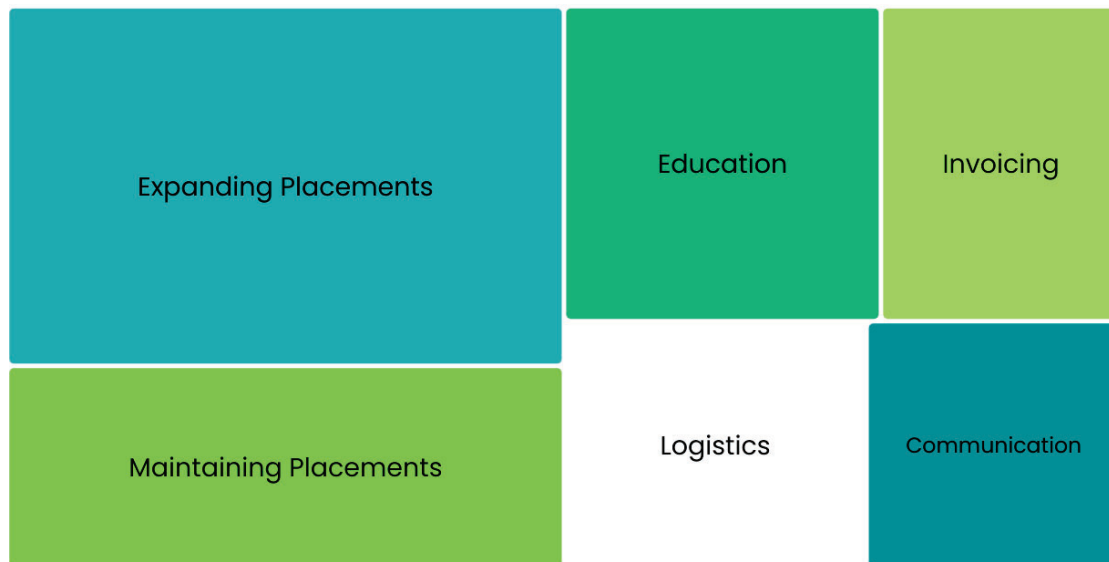 Expanding Placements
Education
Invoicing
Maintaining Placements
Logistics
Communication